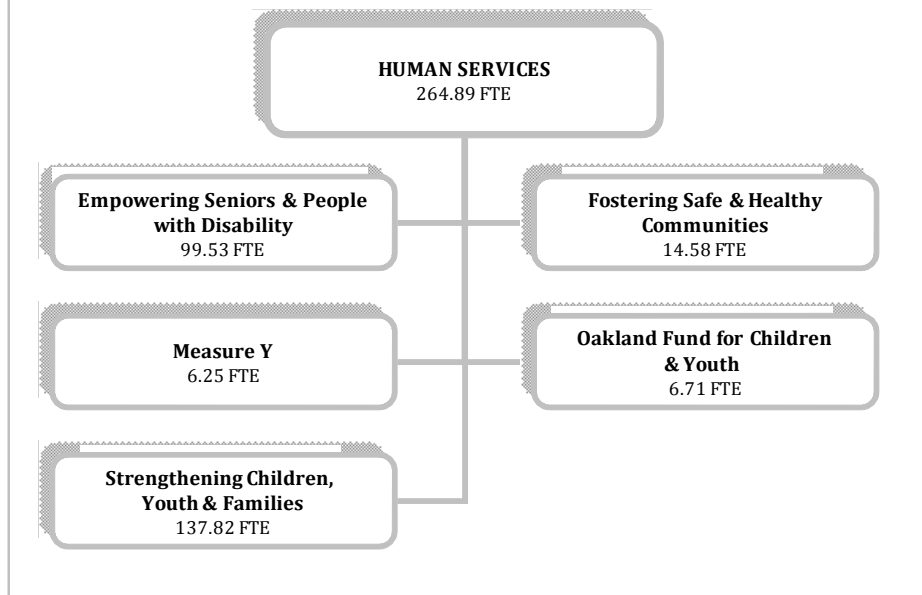 HUMAN SERVICES
264.89 FTE
Empowering Seniors & People
with Disability
99.53 FTE
Fostering Safe & Healthy
Communities
14.58 FTE
Measure Y
6.25 FTE
Oakland Fund for Children
& Youth
6.71 FTE
Strengthening Children,
Youth & Families
137.82 FTE